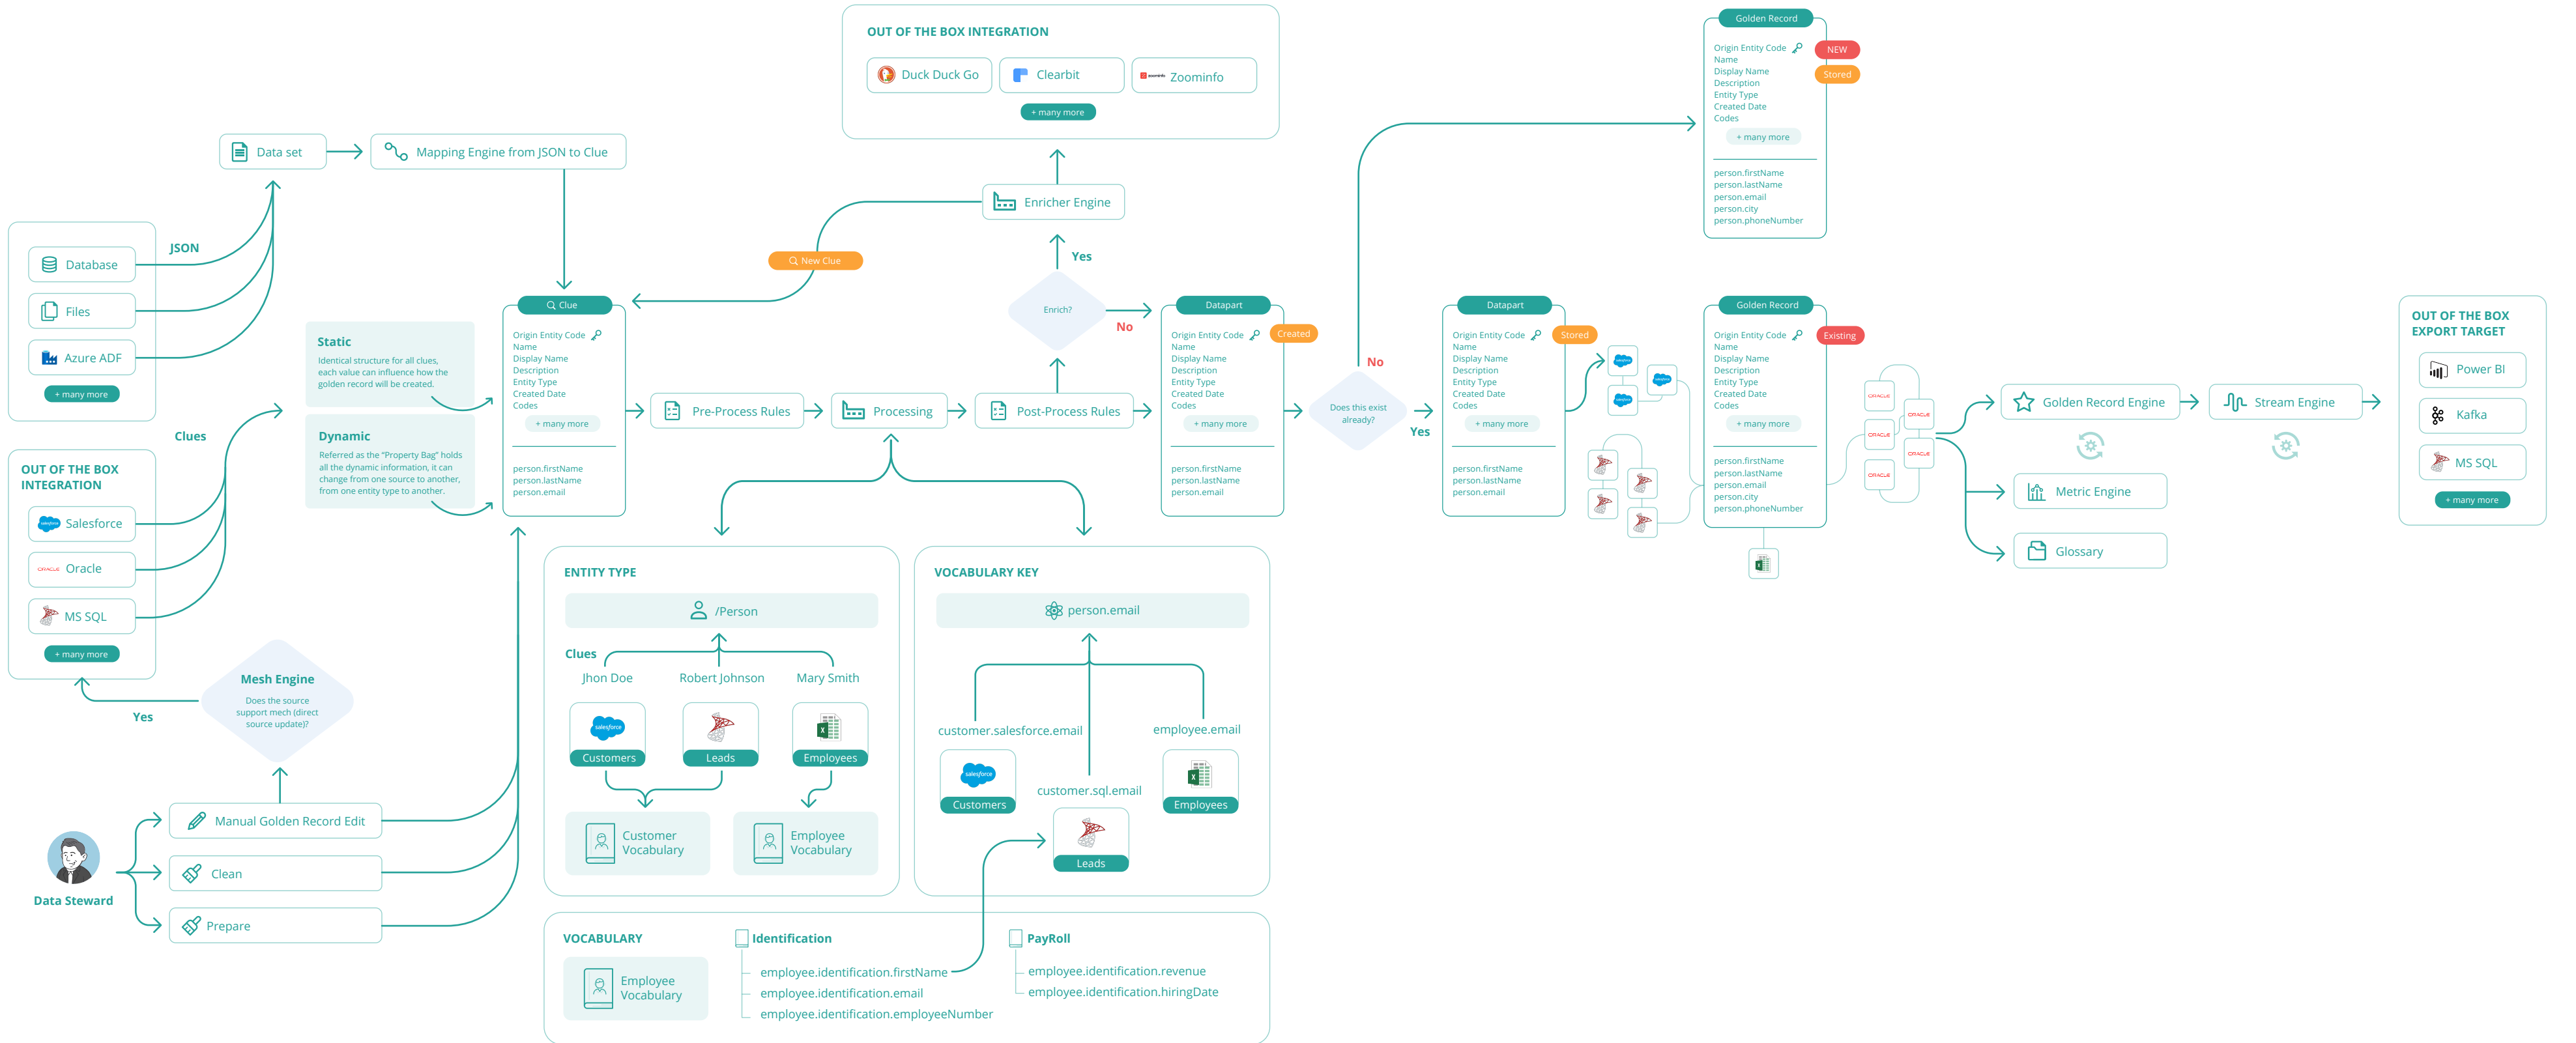 OUT OF THE BOX INTEGRATION
Duck Duck Go
Clearbit
zoominfo
Zoominfo
+ many more
Golden Record
Origin Entity Code
NEW
Name
Display Name
Stored
Description
Entity Type
Created Date
Codes
+ many more
person.firstName
person.lastName
person.email
person.city
person.phoneNumber
Data set
Mapping Engine from JSON to Clue
Enricher Engine
JSON
Database
Files
Azure ADF
+ many more
New Clue
Yes
Enrich?
No
Static
Identical structure for all clues,
each value can influence how the
golden record will be created.
Dynamic
Referred as the “Property Bag” holds
all the dynamic information, it can
change from one source to another,
from one entity type to another.
Clue
Origin Entity Code
Name
Display Name
Description
Entity Type
Created Date
Codes
+ many more
person.firstName
person.lastName
person.email
Pre-Process Rules
Processing
Post-Process Rules
Datapart
Origin Entity Code
Created
Name
Display Name
Description
Entity Type
Created Date
Codes
+ many more
person.firstName
person.lastName
person.email
No
Does this exist
already?
Yes
Datapart
Origin Entity Code
Stored
Name
Display Name
Description
Entity Type
Created Date
Codes
+ many more
person.firstName
person.lastName
person.email
salesforce
salesforce
salesforce
Golden Record
Origin Entity Code
Existing
Name
Display Name
Description
Entity Type
Created Date
Codes
+ many more
person.firstName
person.lastName
person.email
person.city
person.phoneNumber
ORACLE
ORACLE
ORACLE
ORACLE
ORACLE
Golden Record Engine
Stream Engine
Metric Engine
Glossary
OUT OF THE BOX
EXPORT TARGET
Power BI
Kafka
MS SQL
+ many more
Clues
OUT OF THE BOX
INTEGRATION
salesforce
Salesforce
ORACLE
Oracle
MS SQL
+ many more
Mesh Engine
Does the source
support mech (direct
source update)?
Yes
Manual Golden Record Edit
Clean
Prepare
Data Steward
ENTITY TYPE
/Person
Clues
Jhon Doe
Robert Johnson
Mary Smith
salesforce
Customers
Leads
Employees
Customer
Vocabulary
Employee
Vocabulary
VOCABULARY KEY
person.email
customer.salesforce.email
employee.email
salesforce
Customers
customer.sql.email
Employees
Leads
VOCABULARY
Employee
Vocabulary
Identification
employee.identification.firstName
employee.identification.email
employee.identification.employeeNumber
PayRoll
employee.identification.revenue
employee.identification.hiringDate